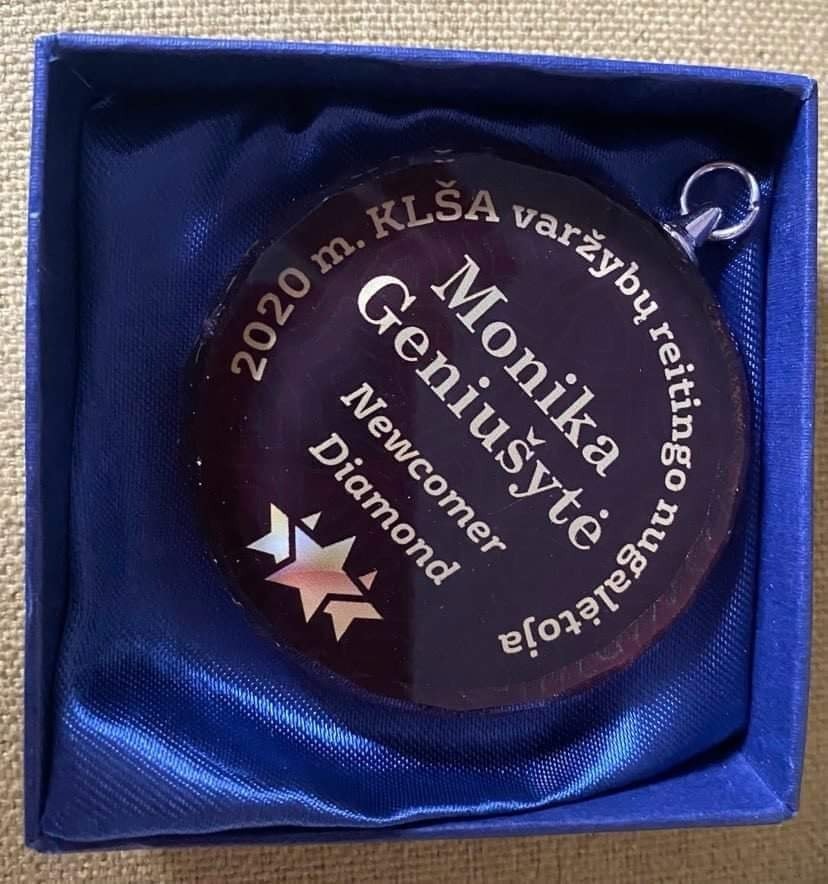 2020 m. KLŠA varžybų reitingo nugalėtoja
Monika
Geniušytė
Newcomer
Diamond